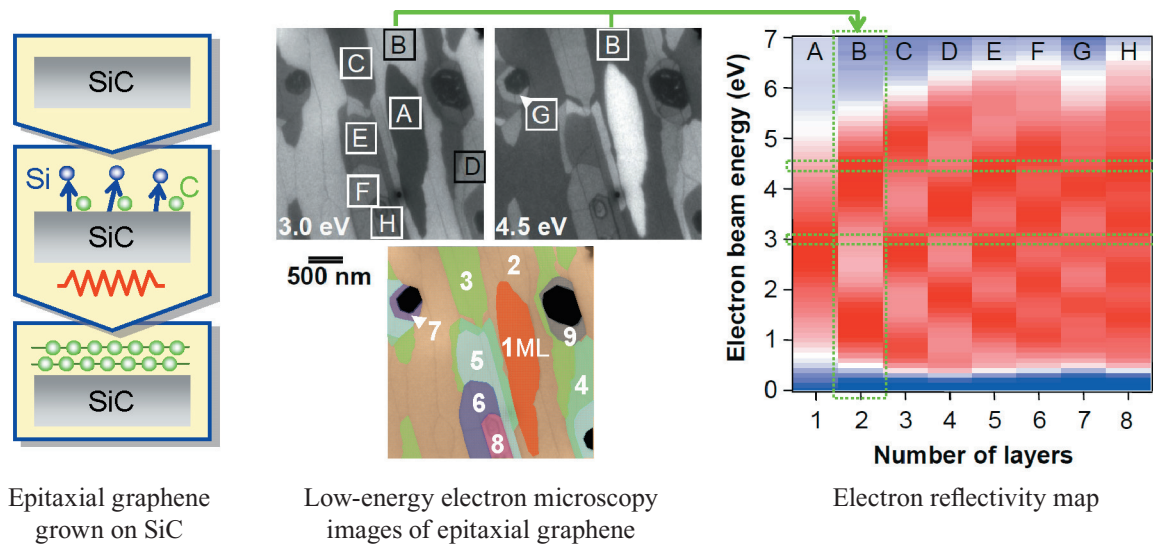 SiC
Si
C
SiC
SiC
Epitaxial graphene
grown on SiC
B
C
A
E
D
F
H
3.0 eV
B
G
4.5 eV
500 nm
2
3
7
1ML
9
5
4
6
8
Low-energy electron microscopy
images of epitaxial graphene
Electron beam energy (eV)
7
6
5
4
3
2
1
0
A B C D E F G H
1 2 3 4 5 6 7 8
Number of layers
Electron reflectivity map